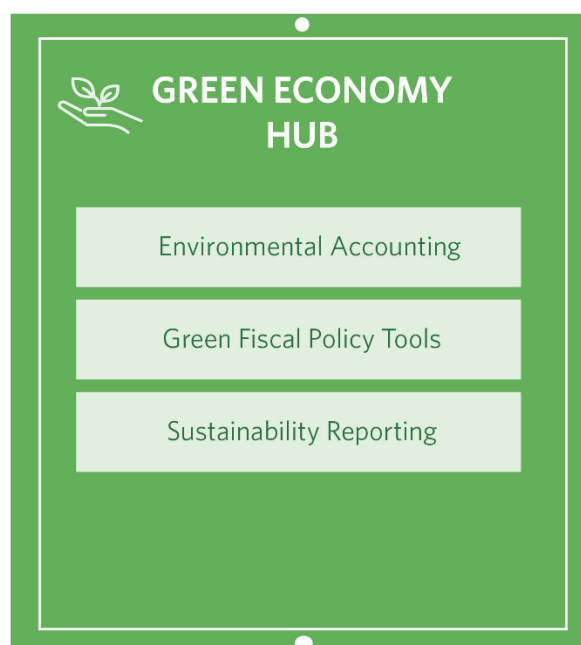 GREEN ECONOMY
HUB
Environmental Accounting
Green Fiscal Policy Tools
Sustainability Reporting